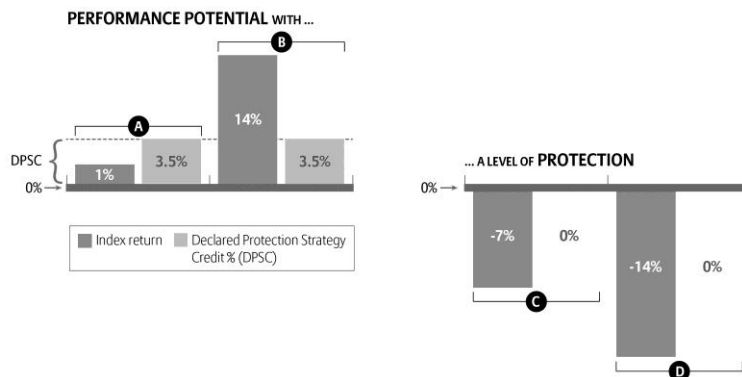 PERFORMANCE POTENTIAL WITH ...
B
A
14%
DPSC
1%
3.5%
3.5%
0%
Index return
Declared Protection Strategy
Credit % (DPSC)
... A LEVEL OF PROTECTION
0%
-7%
0%
-14%
0%
C
D